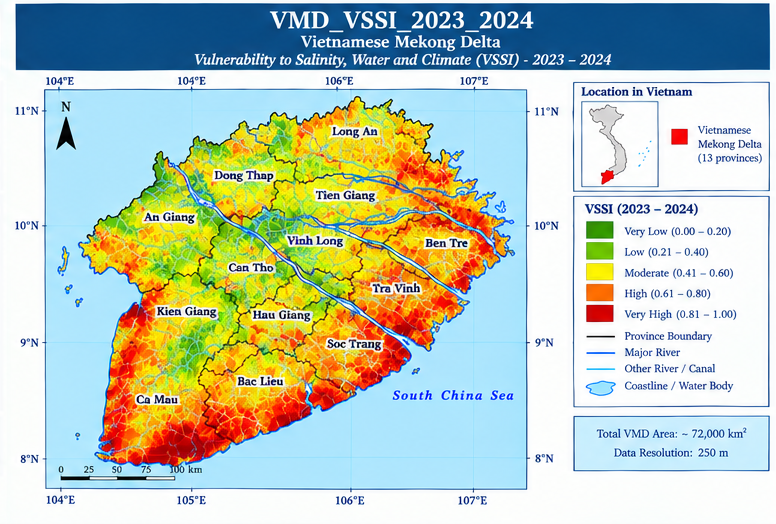 VMD_VSSI_2023_2024
Vietnamese Mekong Delta
Vulnerability to Salinity, Water and Climate (VSSI) - 2023 – 2024
104°E
104°E
106°E
107°E
11°N
10°N
9°N
8°N
N
Long An
Dong Thap
Tien Giang
An Giang
Vinh Long
Ben Tre
Can Tho
Tra Vinh
Kien Giang
Hau Giang
Soc Trang
Bac Lieu
Ca Mau
South China Sea
0 25 50 75 100 km
11°N
10°N
9°N
8°N
104°E
105°E
106°E
107°E
Location in Vietnam
Vietnamese
Mekong Delta
(13 provinces)
VSSI (2023 – 2024)
Very Low (0.00 – 0.20)
Low (0.21 – 0.40)
Moderate (0.41 – 0.60)
High (0.61 – 0.80)
Very High (0.81 – 1.00)
Province Boundary
Major River
Other River / Canal
Coastline / Water Body
Total VMD Area: ~ 72,000 km²
Data Resolution: 250 m